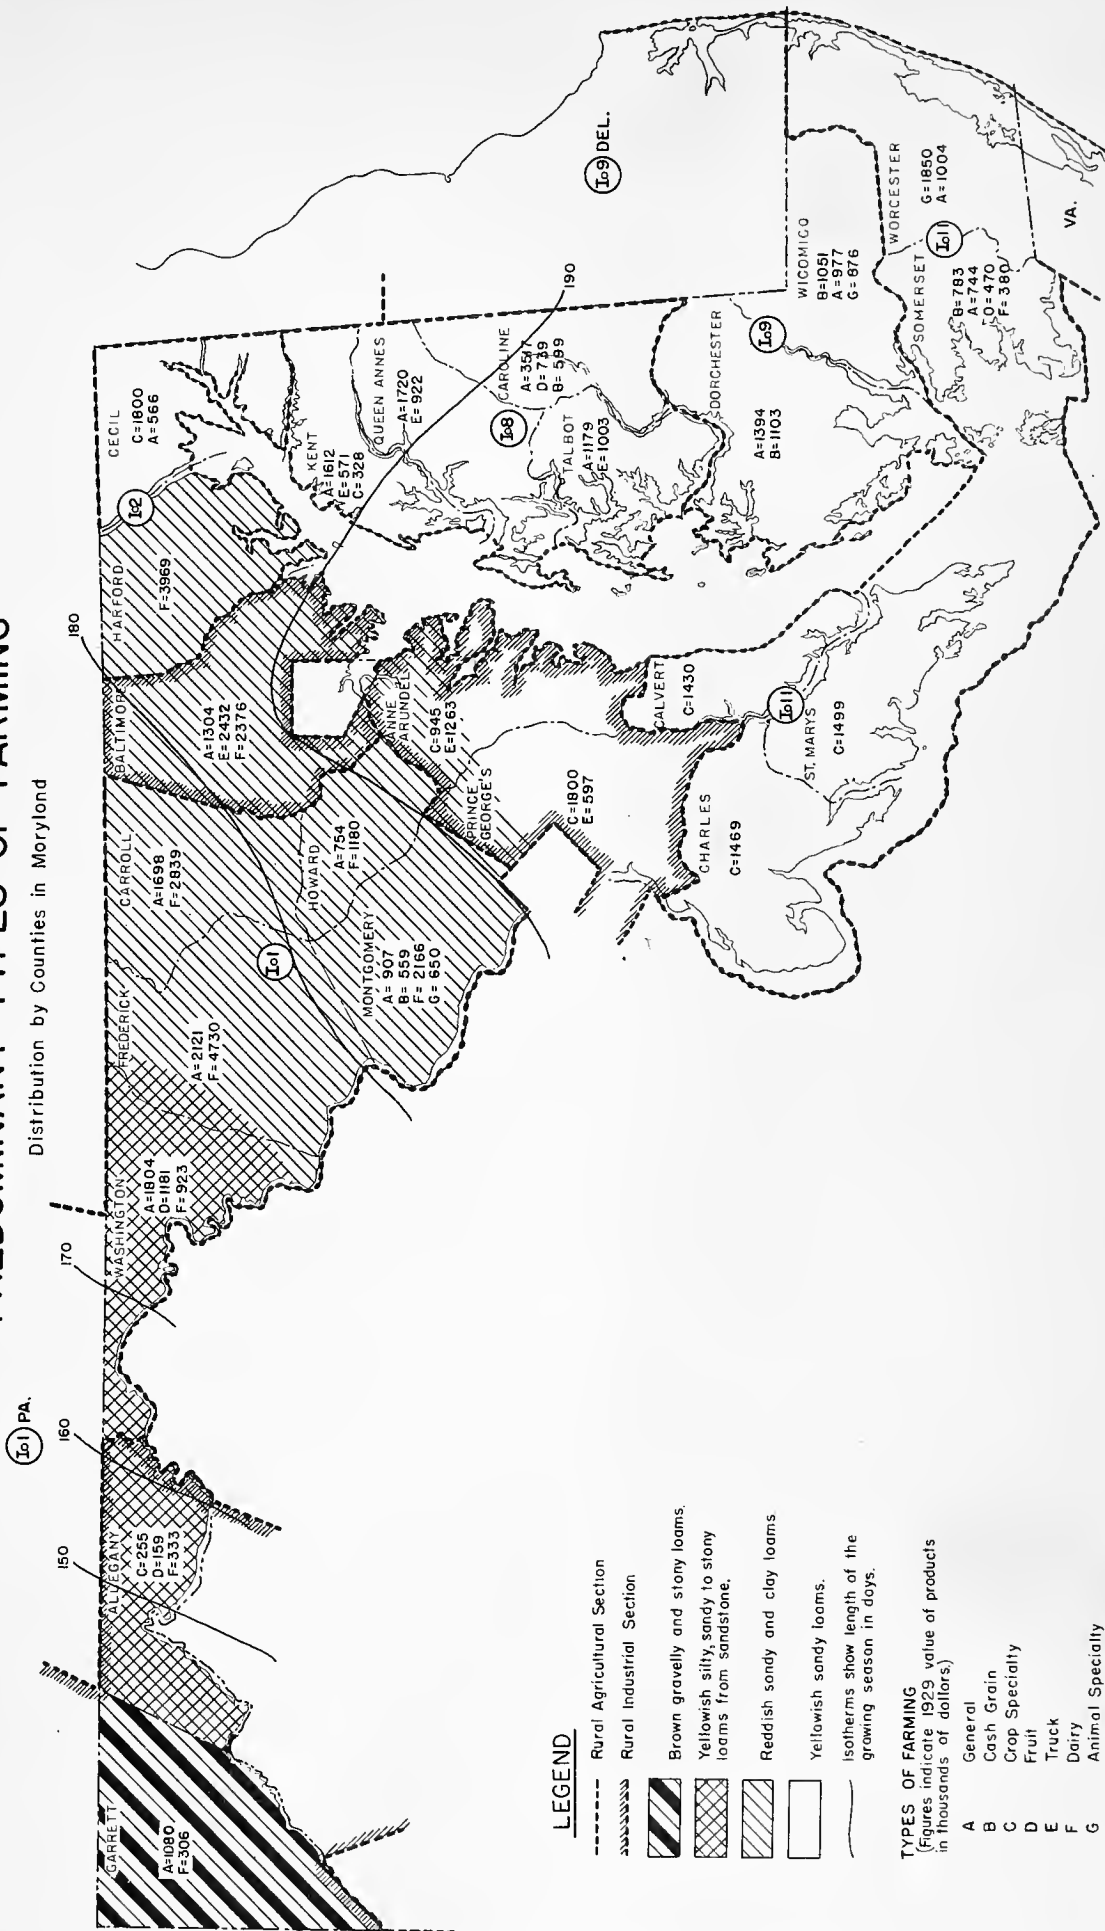 PREDOMINANT TYPES OF FARMING
Distribution by Counties in Maryland
Io1 PA.
150
160
170
180
190
GARRETT
A=1080
F=306
ALLEGANY
C=255
D=159
F=333
WASHINGTON
A=1804
D=1181
F=923
FREDERICK
A=2121
F=4730
Io1
CARROLL
A=1698
F=2839
HOWARD
A=754
F=1180
MONTGOMERY
A= 907
B= 559
F= 2166
G= 650
BALTIMORE
A=1304
E=2432
F=2376
HARFORD
F=3969
Io2
CECIL
C=1800
A=566
KENT
A=1612
E=571
C=328
QUEEN ANNES
A=1720
E=922
CAROLINE
A=3517
D=739
B=599
Io8
TALBOT
A=1179
E=1003
DORCHESTER
A=1394
B=1103
Io9
Io9 DEL.
WICOMICO
B=1051
A=977
G=876
WORCESTER
G=1850
A=1004
Io11
SOMERSET
B=783
A=744
D=470
F=380
VA.
ANNE
ARUNDEL
C=945
E=1263
PRINCE
GEORGE'S
C=1800
E=597
CALVERT
C=1430
Io11
ST. MARYS
C=1499
CHARLES
C=1469
LEGEND
Rural Agricultural Section
Rural Industrial Section
Brown gravelly and stony loams.
Yellowish silty, sandy to stony
loams from sandstone.
Reddish sandy and clay loams
Yellowish sandy loams.
Isotherms show length of the
growing season in days.
TYPES OF FARMING
(Figures indicate 1929 value of products
in thousands of dollars.)
A General
B Cash Grain
C Crop Specialty
D Fruit
E Truck
F Dairy
G Animal Specialty